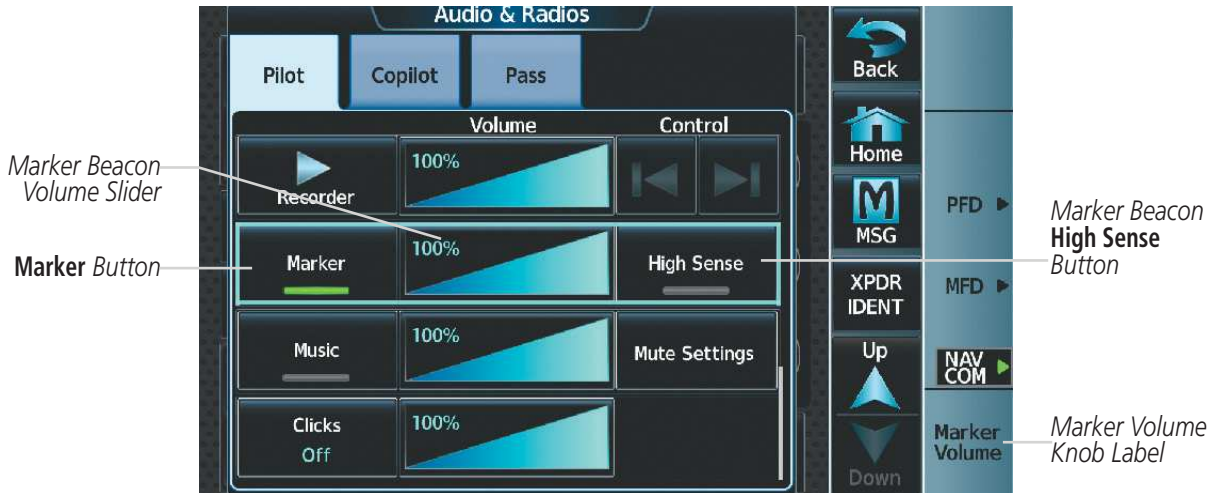 Audio & Radios
Pilot
Copilot
Pass
Volume
Control
Recorder
100%
Marker
100%
High Sense
Music
100%
Mute Settings
Clicks
Off
100%
Back
Home
MSG
XPDR
IDENT
Up
Down
PFD
MFD
NAV
COM
Marker
Volume
Marker Beacon
Volume Slider
Marker Button
Marker Beacon
High Sense
Button
Marker Volume
Knob Label